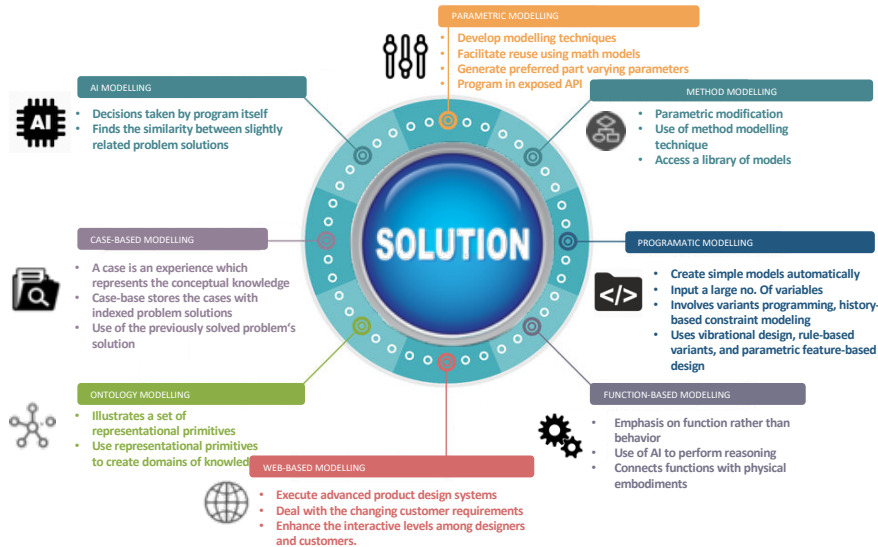 PARAMETRIC MODELLING
• Develop modelling techniques
• Facilitate reuse using math models
• Generate preferred part varying parameters
• Program in exposed API
AI MODELLING
AI
• Decisions taken by program itself
• Finds the similarity between slightly
related problem solutions
METHOD MODELLING
• Parametric modification
• Use of method modelling
technique
• Access a library of models
SOLUTION
CASE-BASED MODELLING
• A case is an experience which
represents the conceptual knowledge
• Case-base stores the cases with
indexed problem solutions
• Use of the previously solved problem's
solution
PROGRAMATIC MODELLING
</>
• Create simple models automatically
• Input a large no. Of variables
• Involves variants programming, history-
based constraint modeling
• Uses vibrational design, rule-based
variants, and parametric feature-based
design
ONTOLOGY MODELLING
• Illustrates a set of
representational primitives
• Use representational primitives
to create domains of knowled
FUNCTION-BASED MODELLING
• Emphasis on function rather than
behavior
• Use of AI to perform reasoning
• Connects functions with physical
embodiments
WEB-BASED MODELLING
• Execute advanced product design systems
• Deal with the changing customer requirements
• Enhance the interactive levels among designers
and customers.